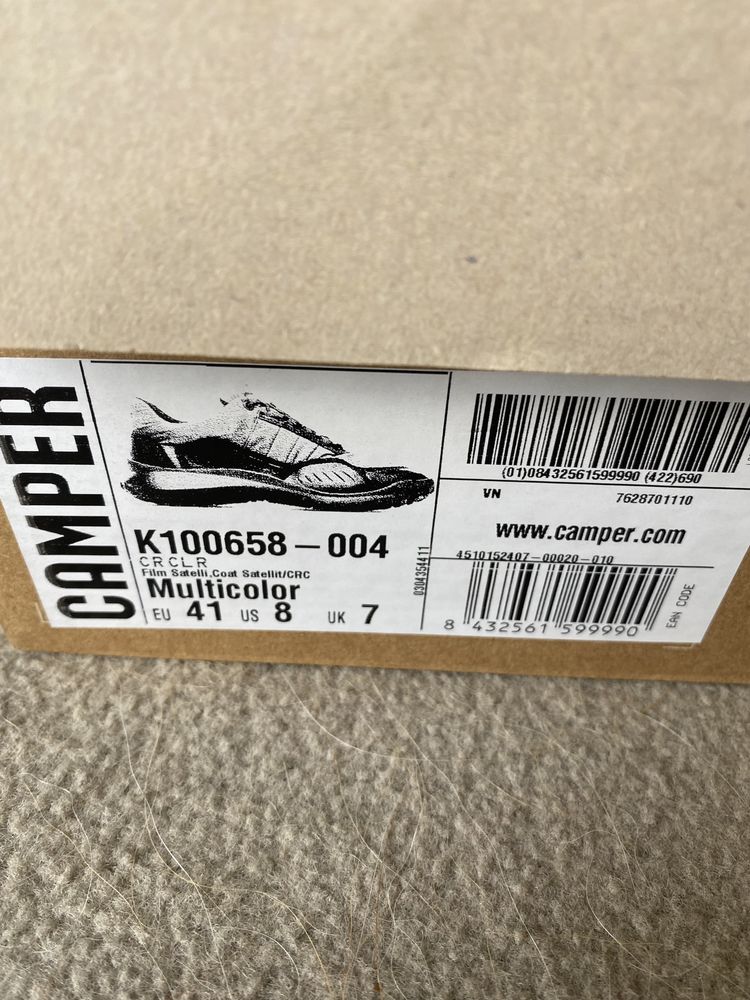 CAMPER
K100658-004
CRCLR
Film Satelli,Coat Satellit/CRC
Multicolor
EU 41 US 8 UK 7
0304354411
(01)08432561599990 (422)690
VN 7628701110
www.camper.com
4510152407-00020-010
8 432561 599990
EAN CODE